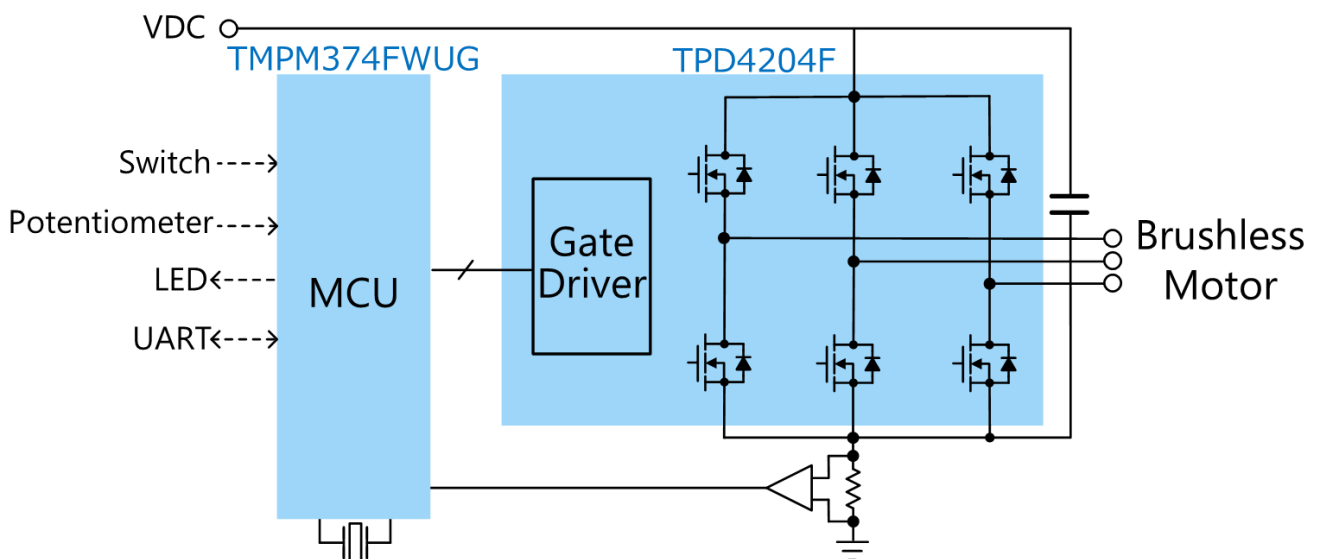 VDC
TMPM374FWUG
TPD4204F
Switch
Potentiometer
LED
UART
MCU
Gate
Driver
Brushless
Motor